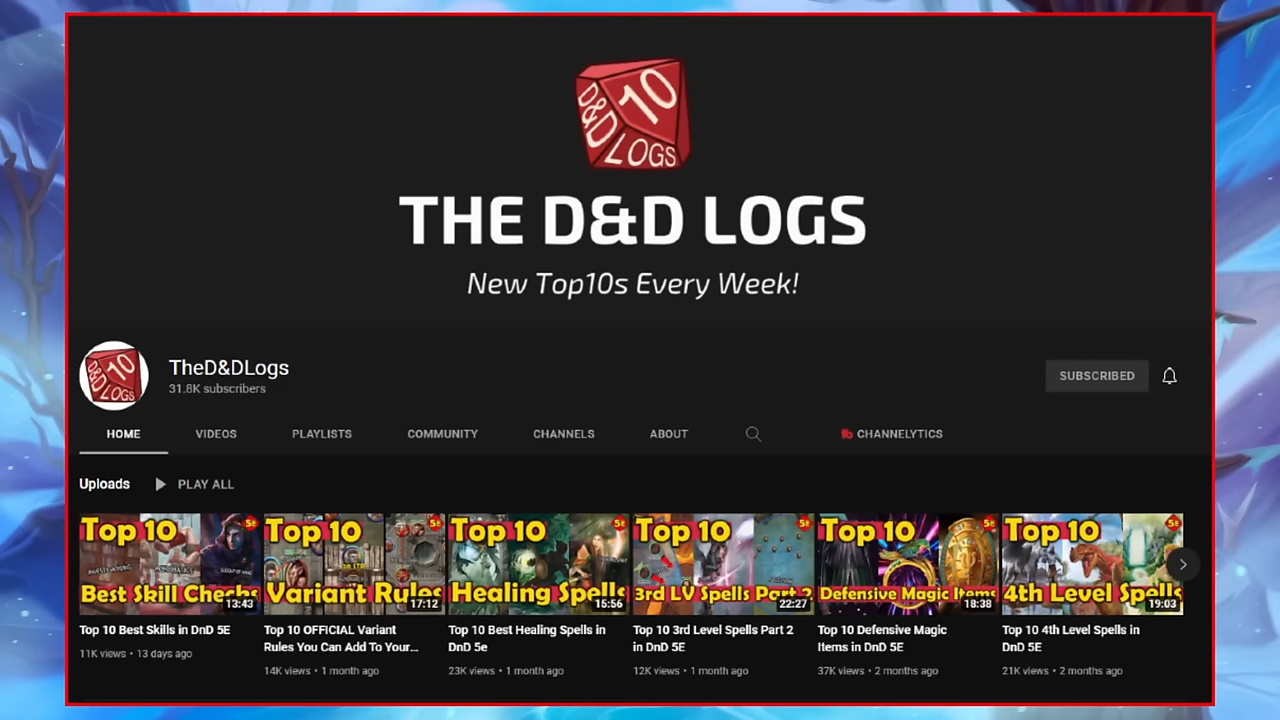 10
D&D
LOGS
THE D&D LOGS
New Top10s Every Week!
10
D&D
LOGS
TheD&DLogs
31.8K subscribers
SUBSCRIBED
HOME VIDEOS PLAYLISTS COMMUNITY CHANNELS ABOUT CHANNELYTICS
Uploads PLAY ALL
Top 10 5E
Best Skill Checks
13:43
Top 10 Best Skills in DnD 5E
11K views • 13 days ago
Top 10 5E
Variant Rules
17:12
Top 10 OFFICIAL Variant
Rules You Can Add To Your...
14K views • 1 month ago
Top 10 5E
Healing Spells
15:56
Top 10 Best Healing Spells in
DnD 5e
23K views • 1 month ago
Top 10 5E
3rd LV Spells Part 2
22:27
Top 10 3rd Level Spells Part 2
in DnD 5E
12K views • 1 month ago
Top 10 5E
Defensive Magic Items
18:38
Top 10 Defensive Magic
Items in DnD 5E
37K views • 2 months ago
Top 10 5E
4th Level Spells
19:03
Top 10 4th Level Spells in
DnD 5E
21K views • 2 months ago